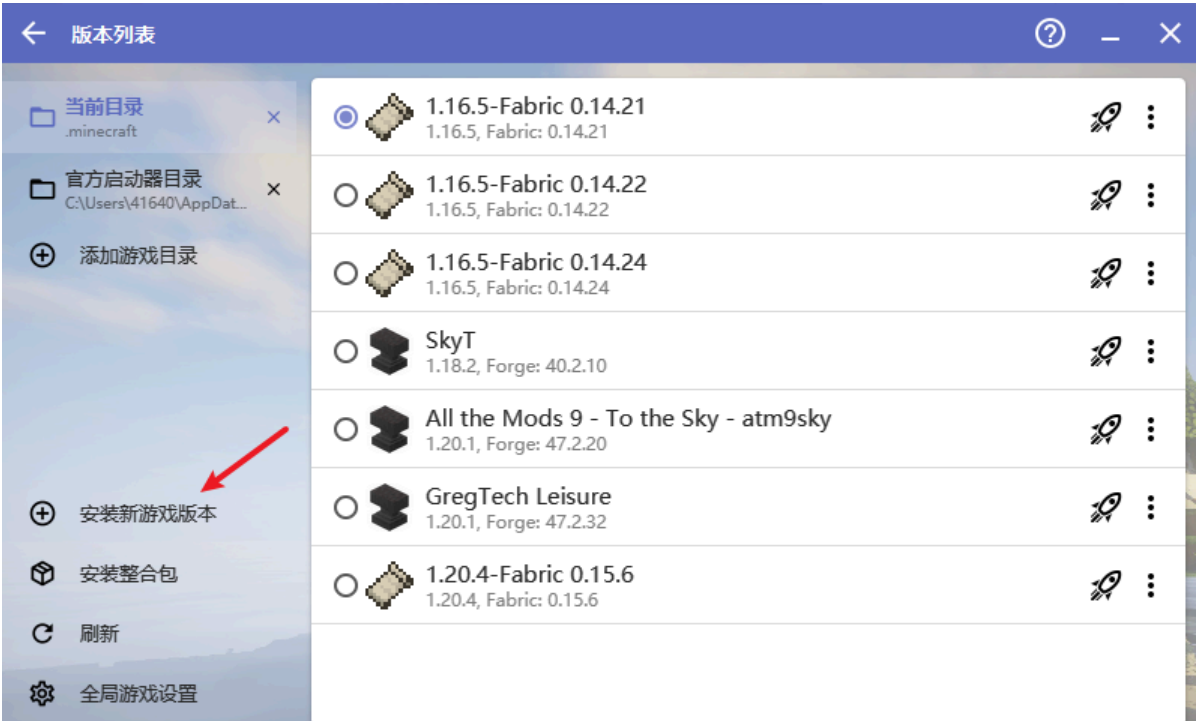 版本列表
当前目录
.minecraft
官方启动器目录
C:\Users\41640\AppDat...
添加游戏目录
安装新游戏版本
安装整合包
刷新
全局游戏设置
1.16.5-Fabric 0.14.21
1.16.5, Fabric: 0.14.21
1.16.5-Fabric 0.14.22
1.16.5, Fabric: 0.14.22
1.16.5-Fabric 0.14.24
1.16.5, Fabric: 0.14.24
SkyT
1.18.2, Forge: 40.2.10
All the Mods 9 - To the Sky - atm9sky
1.20.1, Forge: 47.2.20
GregTech Leisure
1.20.1, Forge: 47.2.32
1.20.4-Fabric 0.15.6
1.20.4, Fabric: 0.15.6